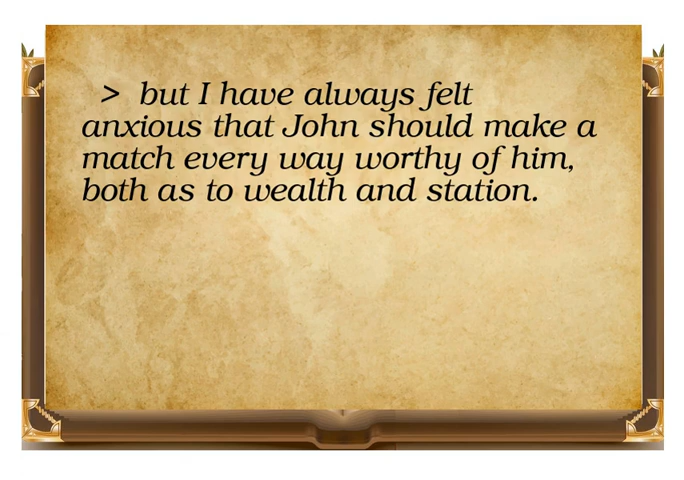 > but I have always felt
anxious that John should make a
match every way worthy of him,
both as to wealth and station.